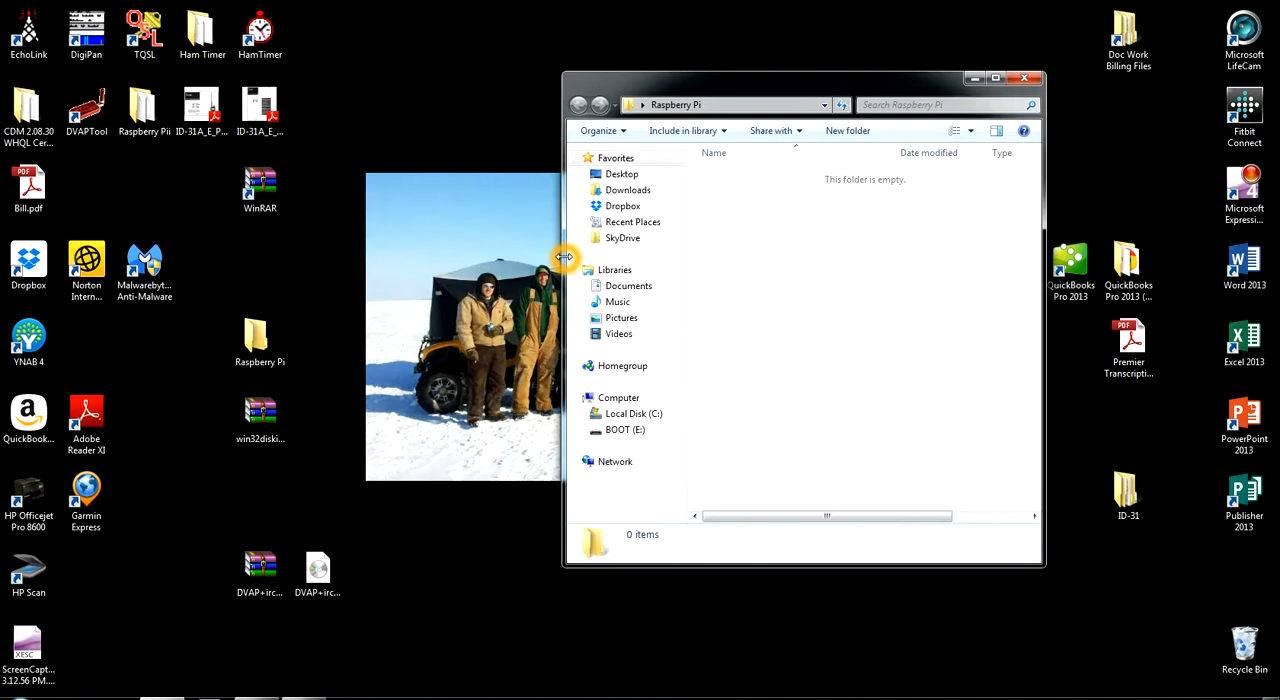 EchoLink
DigiPan
TQSL
Ham Timer
HamTimer
CDM 2.08.30
WHQL Cer...
DVAPTool
Raspberry Pii
ID-31A_E_P...
ID-31A_E_...
PDF
Bill.pdf
WinRAR
Dropbox
Norton
Intern...
Malwarebyt...
Anti-Malware
YNAB 4
Raspberry Pi
QuickBook...
Adobe
Reader XI
win32diski...
HP Officejet
Pro 8600
Garmin
Express
HP Scan
DVAP+irc...
DVAP+irc...
XESC
ScreenCapt...
3.12.56 PM....
Raspberry Pi
Search Raspberry Pi
Organize
Include in library
Share with
New folder
Name
Date modified
Type
This folder is empty.
Favorites
Desktop
Downloads
Dropbox
Recent Places
SkyDrive
Libraries
Documents
Music
Pictures
Videos
Homegroup
Computer
Local Disk (C:)
BOOT (E:)
Network
0 items
Doc Work
Billing Files
Microsoft
LifeCam
Fitbit
Connect
Microsoft
Expressi...
QuickBooks
Pro 2013
QuickBooks
Pro 2013 (...
Word 2013
PDF
Premier
Transcripti...
Excel 2013
PowerPoint
2013
ID-31
Publisher
2013
Recycle Bin